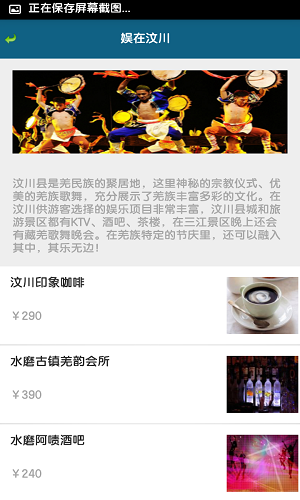 正在保存屏幕截图...
娱在汶川
汶川县是羌民族的聚居地，这里神秘的宗教仪式、优
美的羌族歌舞，充分展示了羌族丰富多彩的文化。在
汶川供游客选择的娱乐项目非常丰富，汶川县城和旅
游景区都有KTV、酒吧、茶楼，在三江景区晚上还会
有藏羌歌舞晚会。在羌族特定的节庆里，还可以融入
其中，其乐无边！
汶川印象咖啡
￥290
水磨古镇羌韵会所
￥390
水磨阿啧酒吧
￥240